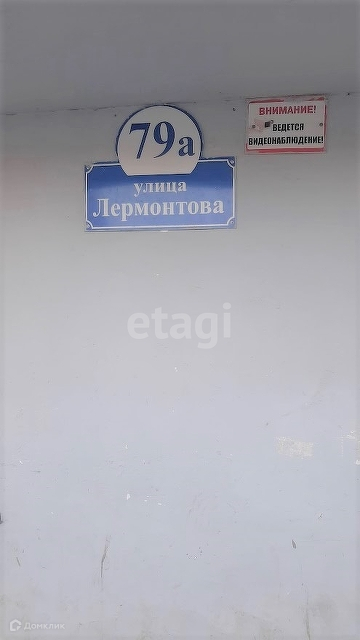 79а
улица
Лермонтова
ВНИМАНИЕ!
ВЕДЕТСЯ
ВИДЕОНАБЛЮДЕНИЕ!
etagi
Домклик